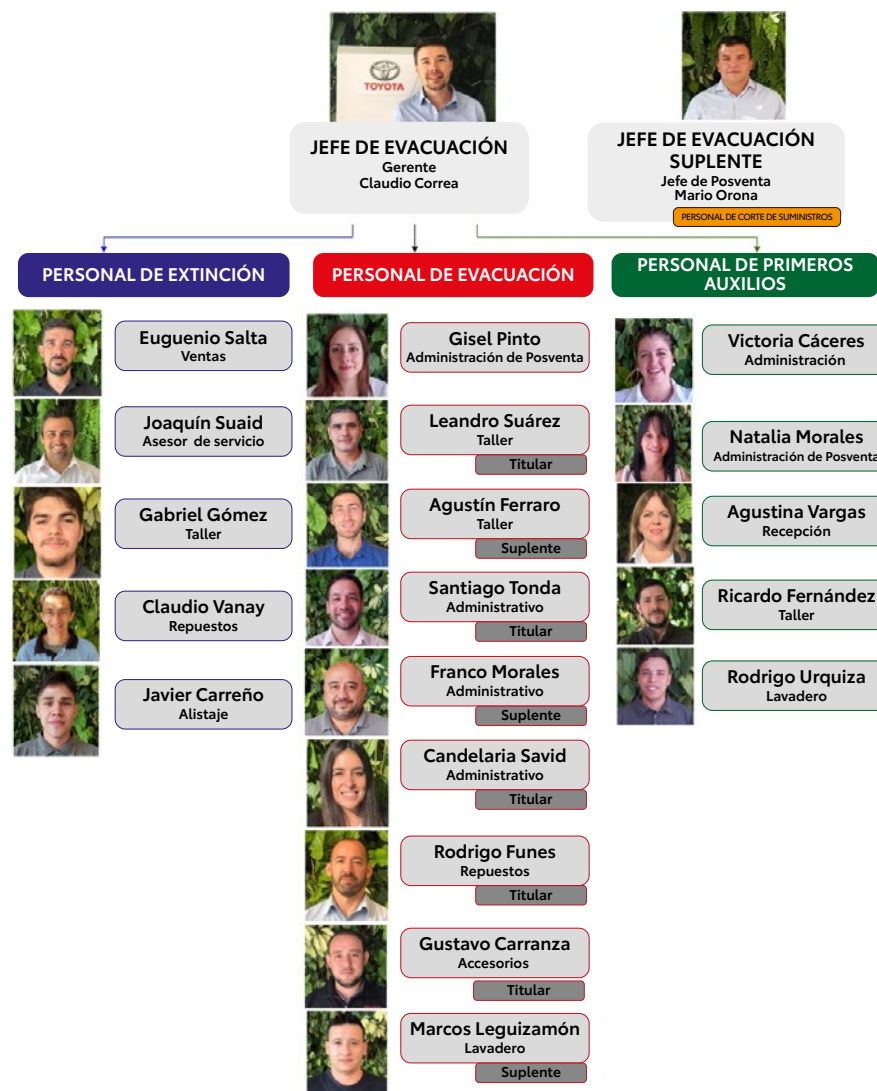 TOYOTA
JEFE DE EVACUACIÓN
Gerente
Claudio Correa
JEFE DE EVACUACIÓN
SUPLENTE
Jefe de Posventa
Mario Orona
PERSONAL DE CORTE DE SUMINISTROS
PERSONAL DE EXTINCIÓN
Euguenio Salta
Ventas
Joaquín Suaid
Asesor de servicio
Gabriel Gómez
Taller
Claudio Vanay
Repuestos
Javier Carreño
Alistaje
PERSONAL DE EVACUACIÓN
Gisel Pinto
Administración de Posventa
Leandro Suárez
Taller
Titular
Agustín Ferraro
Taller
Suplente
Santiago Tonda
Administrativo
Titular
Franco Morales
Administrativo
Suplente
Candelaria Savid
Administrativo
Titular
Rodrigo Funes
Repuestos
Titular
Gustavo Carranza
Accesorios
Titular
Marcos Leguizamón
Lavadero
Suplente
PERSONAL DE PRIMEROS
AUXILIOS
Victoria Cáceres
Administración
Natalia Morales
Administración de Posventa
Agustina Vargas
Recepción
Ricardo Fernández
Taller
Rodrigo Urquiza
Lavadero